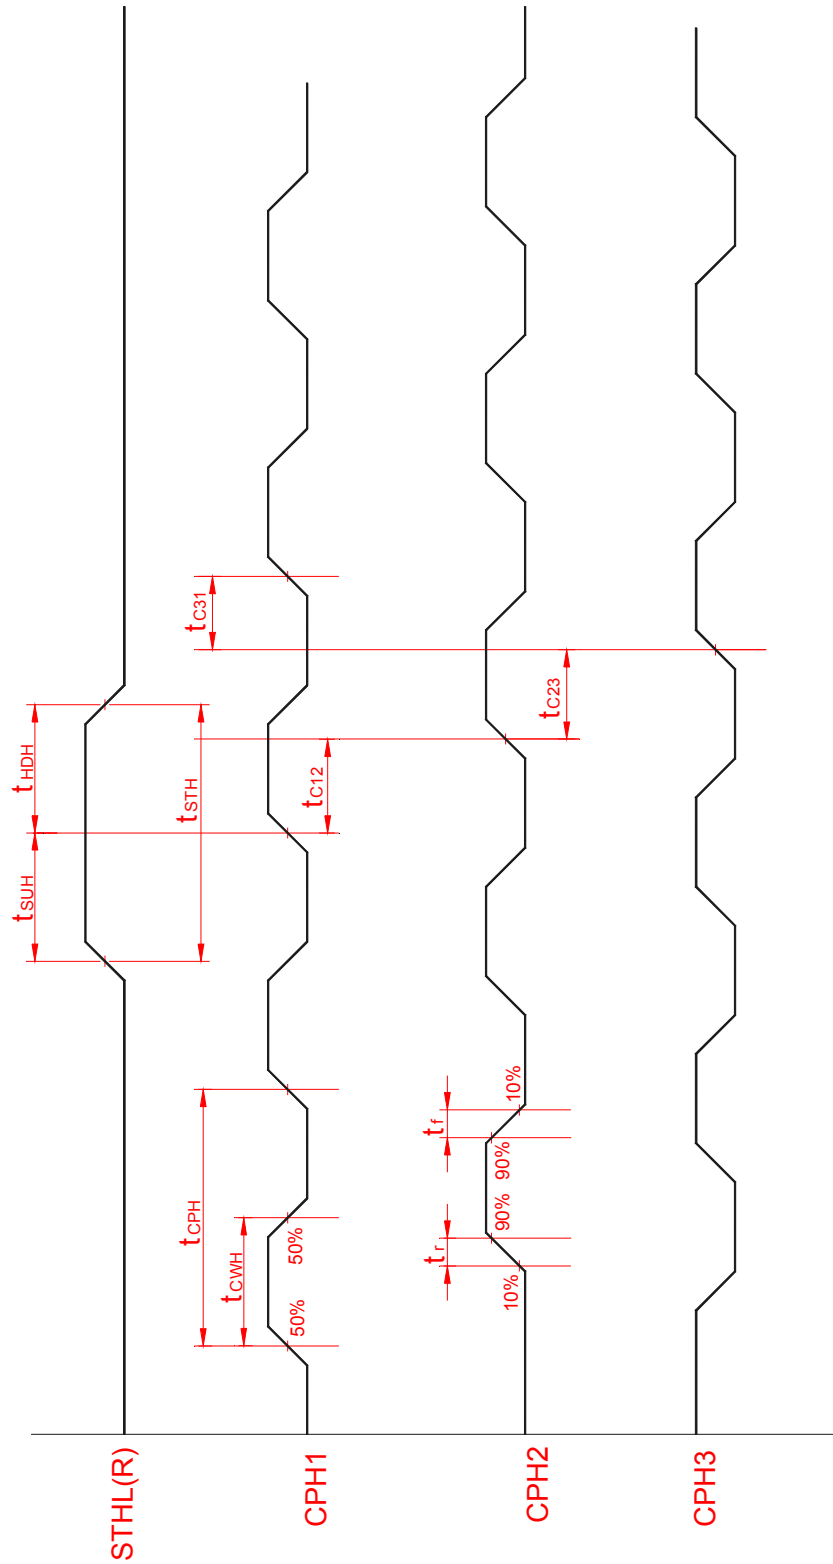 STHL(R)
tSUH
tHDH
tSTH
CPH1
tCWH
tCPH
50%
50%
tC12
tC31
CPH2
10%
tr
90%
90%
tf
10%
tC23
CPH3